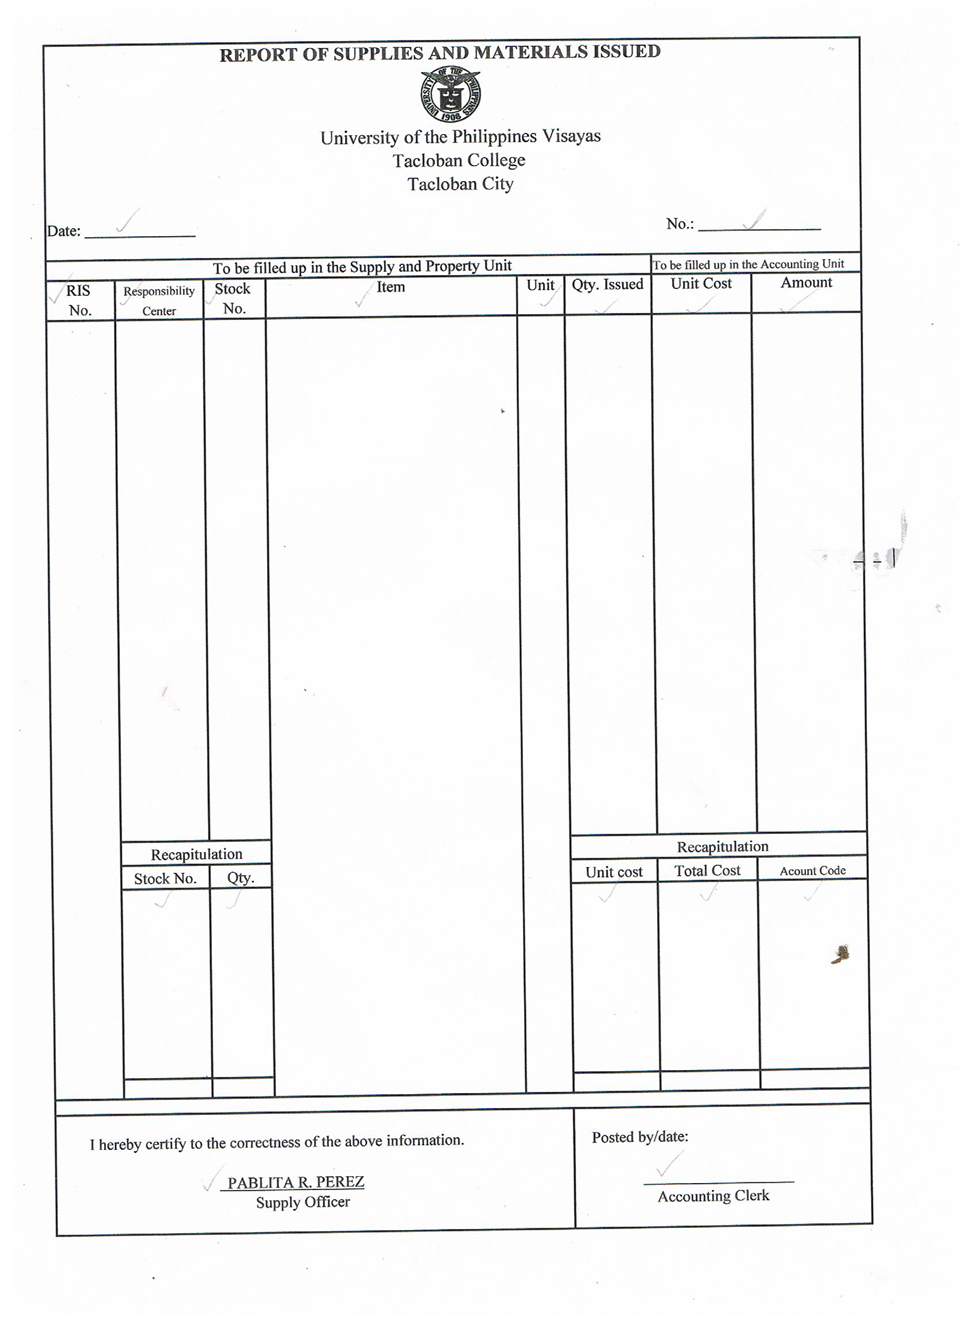 REPORT OF SUPPLIES AND MATERIALS ISSUED
UNIVERSITY OF THE PHILIPPINES
1908
University of the Philippines Visayas
Tacloban College
Tacloban City
Date: No.:
To be filled up in the Supply and Property Unit To be filled up in the Accounting Unit
RIS No. Responsibility Center Stock No. Item Unit Qty. Issued Unit Cost Amount
Recapitulation Recapitulation
Stock No. Qty. Unit cost Total Cost Acount Code
I hereby certify to the correctness of the above information. Posted by/date:
PABLITA R. PEREZ
Supply Officer Accounting Clerk